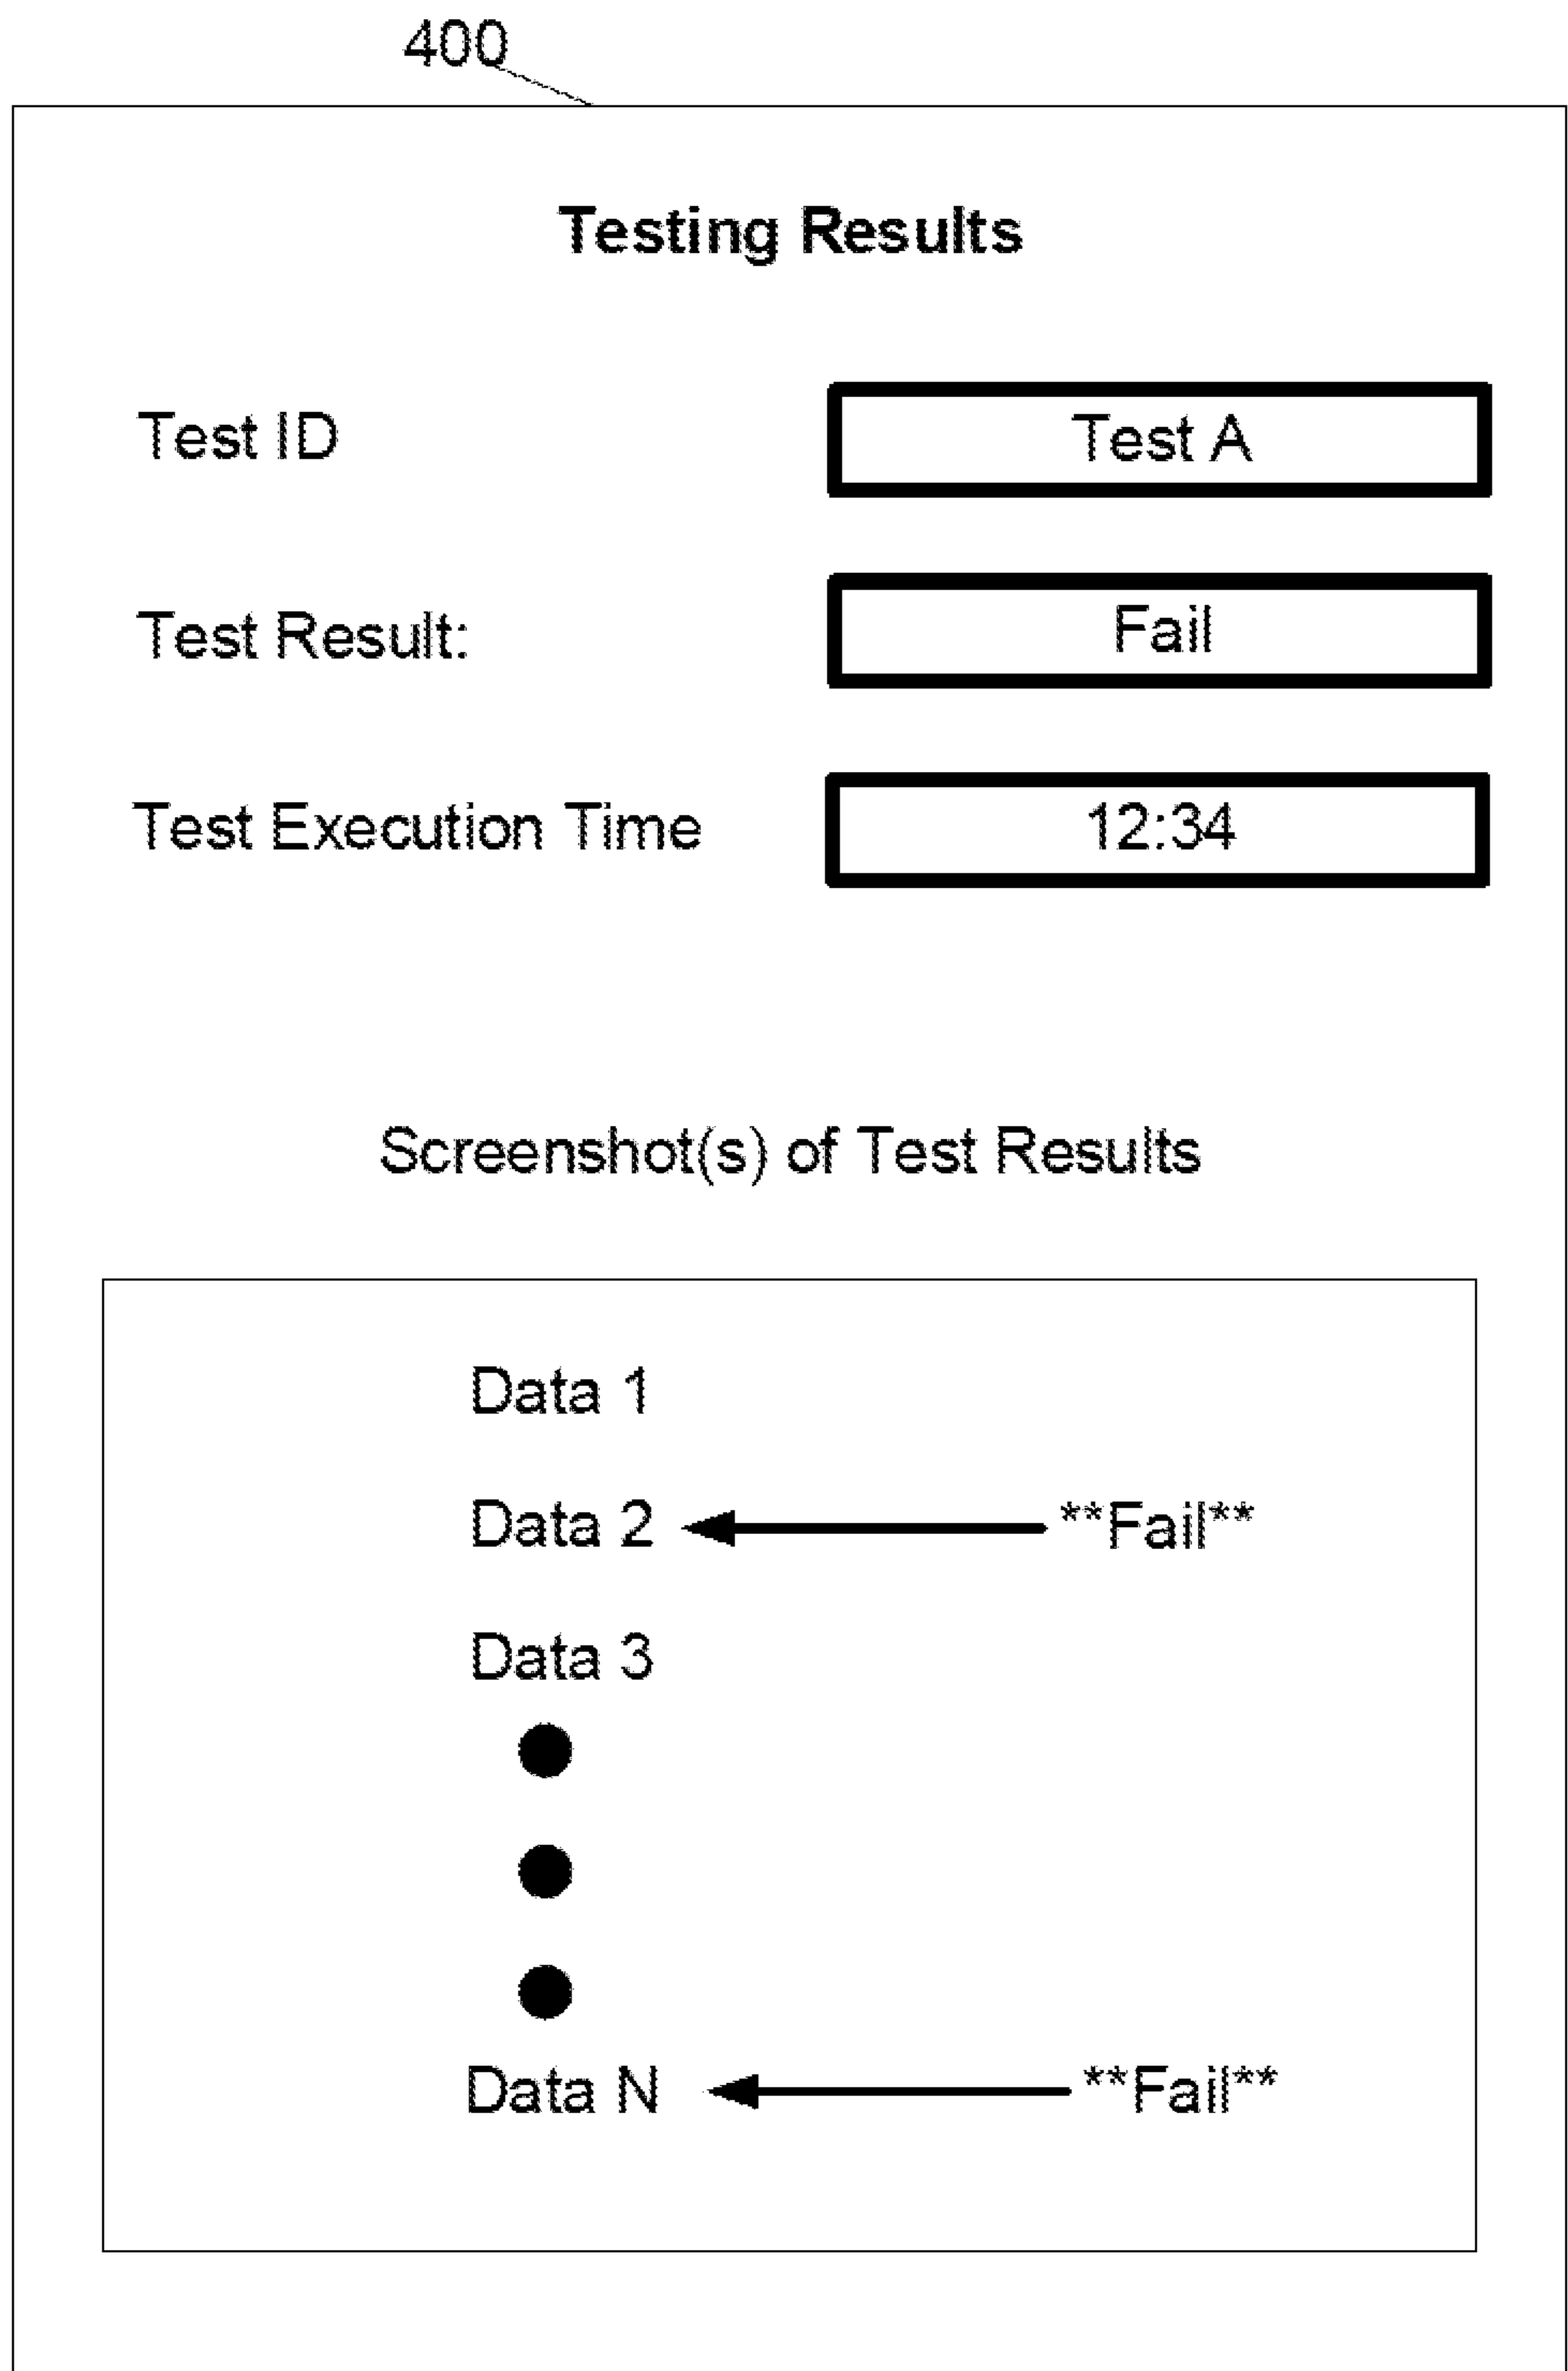 400
Testing Results
Test ID Test A
Test Result: Fail
Test Execution Time 12:34
Screenshot(s) of Test Results
Data 1
Data 2 **Fail**
Data 3
Data N **Fail**